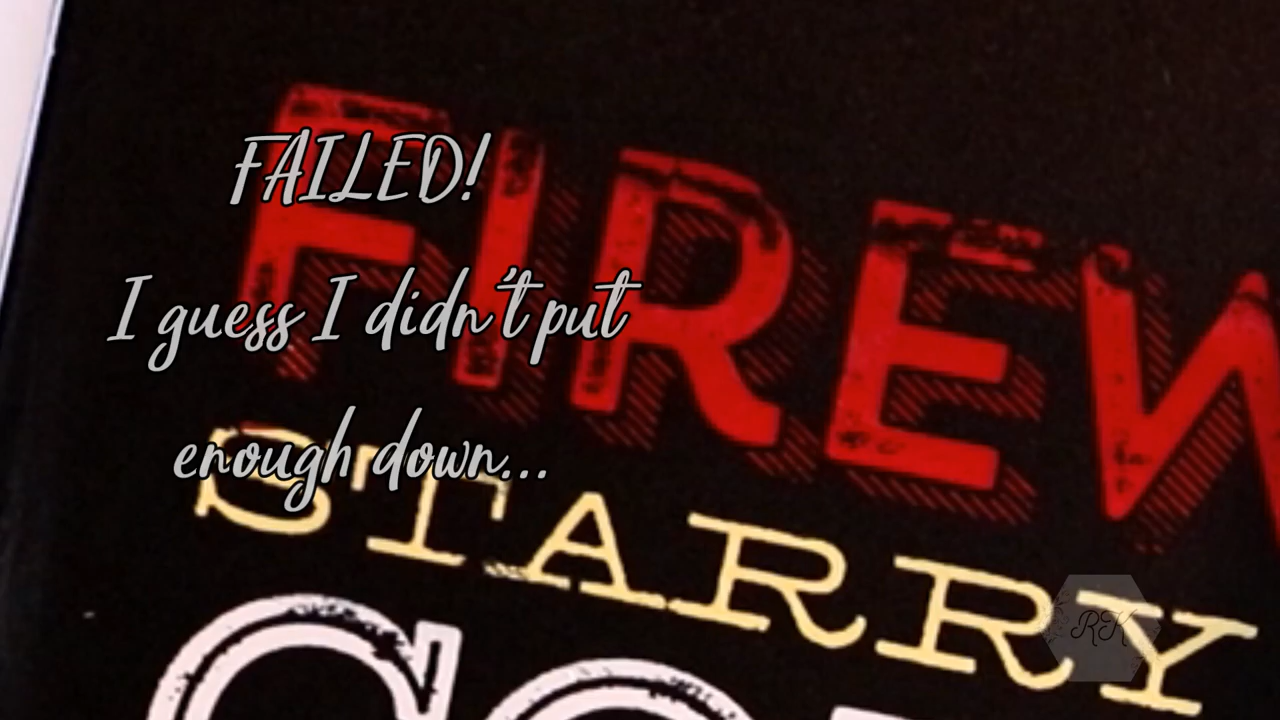 FAILED!
I guess I didn't put
enough down...
FIREW
STARRY
RK